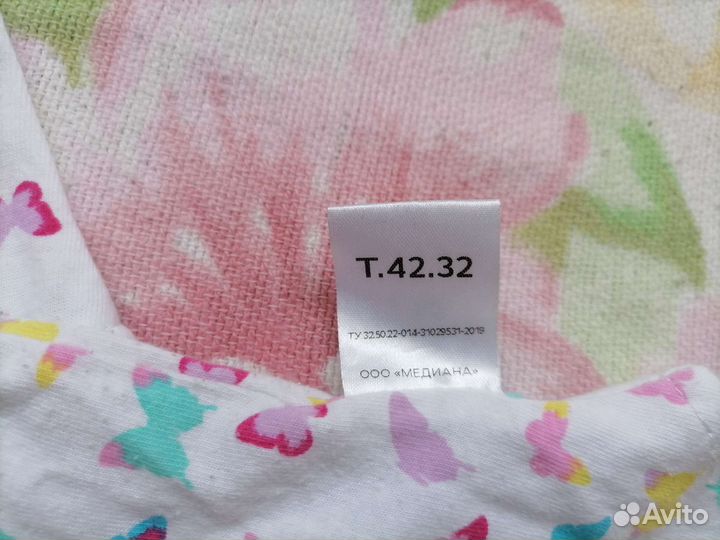 Т.42.32
ТУ 32.50.22-014-31029531-2019
ООО «МЕДИАНА»
Avito